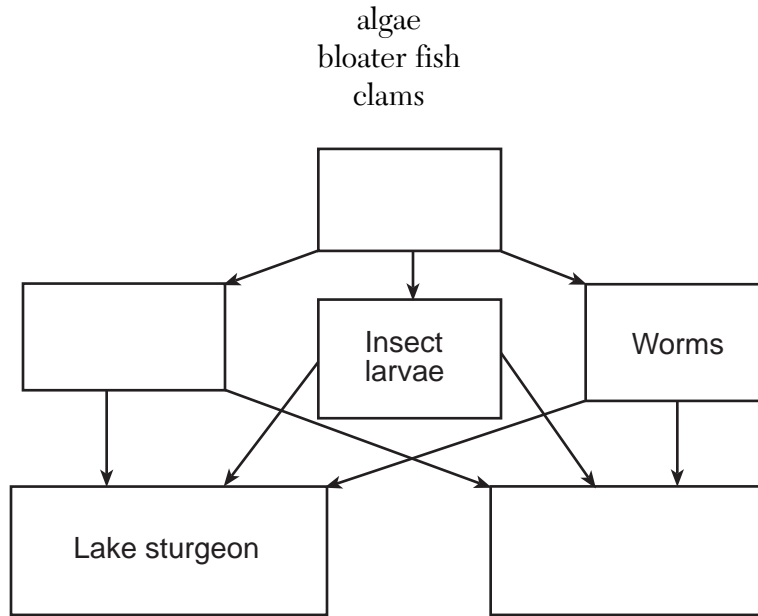 algae
bloater fish
clams
Insect
larvae
Worms
Lake sturgeon